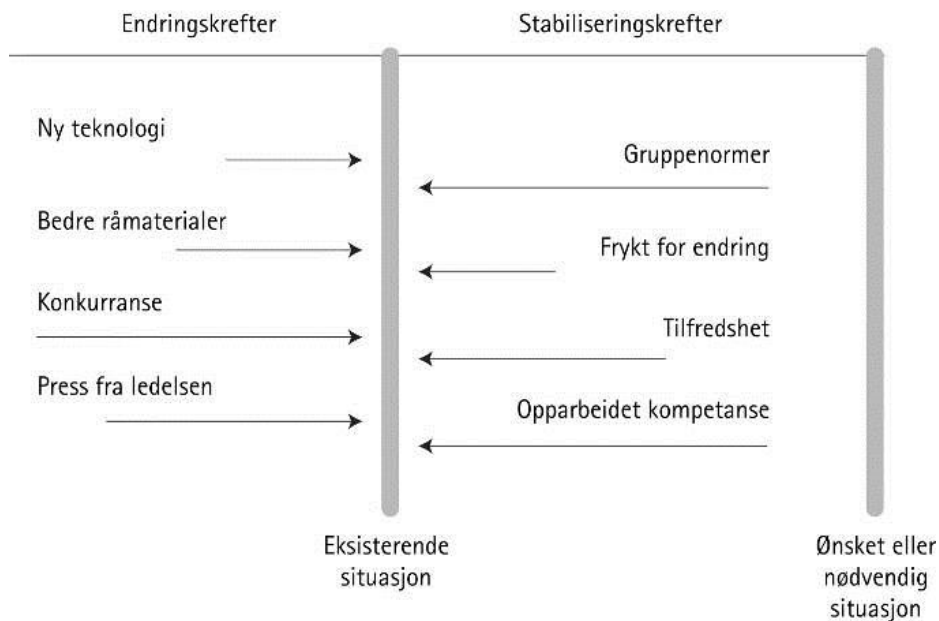 Endringskrefter
Stabiliseringskrefter
Ny teknologi
Gruppenormer
Bedre råmaterialer
Frykt for endring
Konkurranse
Tilfredshet
Press fra ledelsen
Opparbeidet kompetanse
Eksisterende
situasjon
Ønsket eller
nødvendig
situasjon